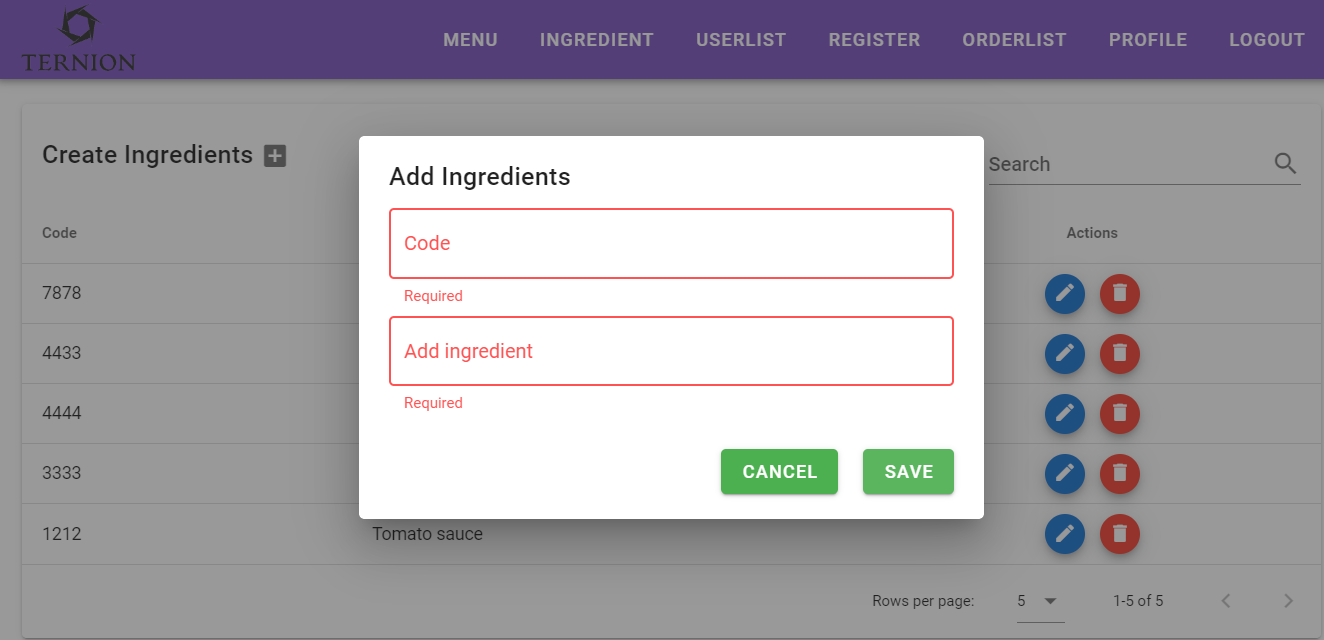 TERNION
MENU INGREDIENT USERLIST REGISTER ORDERLIST PROFILE LOGOUT
Create Ingredients
Search
Code Actions
7878
4433
4444
3333
1212 Tomato sauce
Rows per page: 5 1-5 of 5
Add Ingredients
Code
Required
Add ingredient
Required
CANCEL SAVE